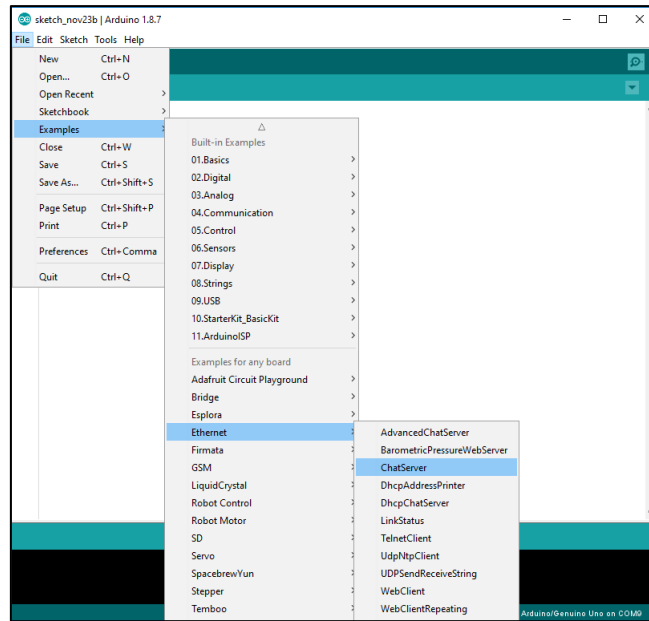 sketch_nov23b | Arduino 1.8.7
File Edit Sketch Tools Help
New Ctrl+N
Open... Ctrl+O
Open Recent
Sketchbook
Examples
Close Ctrl+W
Save Ctrl+S
Save As... Ctrl+Shift+S
Page Setup Ctrl+Shift+P
Print Ctrl+P
Preferences Ctrl+Comma
Quit Ctrl+Q
Built-in Examples
01.Basics
02.Digital
03.Analog
04.Communication
05.Control
06.Sensors
07.Display
08.Strings
09.USB
10.StarterKit_BasicKit
11.ArduinoISP
Examples for any board
Adafruit Circuit Playground
Bridge
Esplora
Ethernet
Firmata
GSM
LiquidCrystal
Robot Control
Robot Motor
SD
Servo
SpacebrewYun
Stepper
Temboo
AdvancedChatServer
BarometricPressureWebServer
ChatServer
DhcpAddressPrinter
DhcpChatServer
LinkStatus
TelnetClient
UdpNtpClient
UDPSendReceiveString
WebClient
WebClientRepeating
Arduino/Genuino Uno on COM9